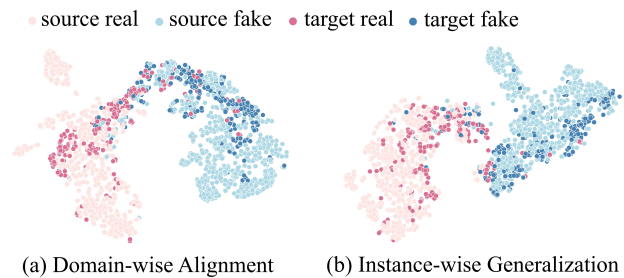 source real source fake target real target fake
(a) Domain-wise Alignment
(b) Instance-wise Generalization